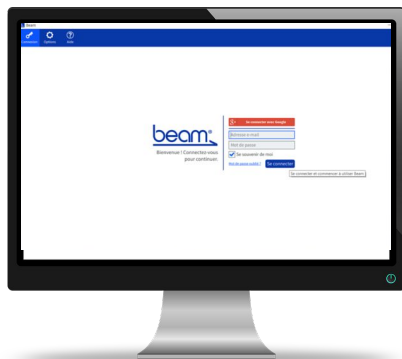 Beam
Connexion Options Aide
Se connecter avec Google
beam®
Adresse e-mail
Mot de passe
Bienvenue ! Connectez-vous
pour continuer.
Se souvenir de moi
Mot de passe oublié ?
Se connecter
Se connecter et commencer à utiliser Beam